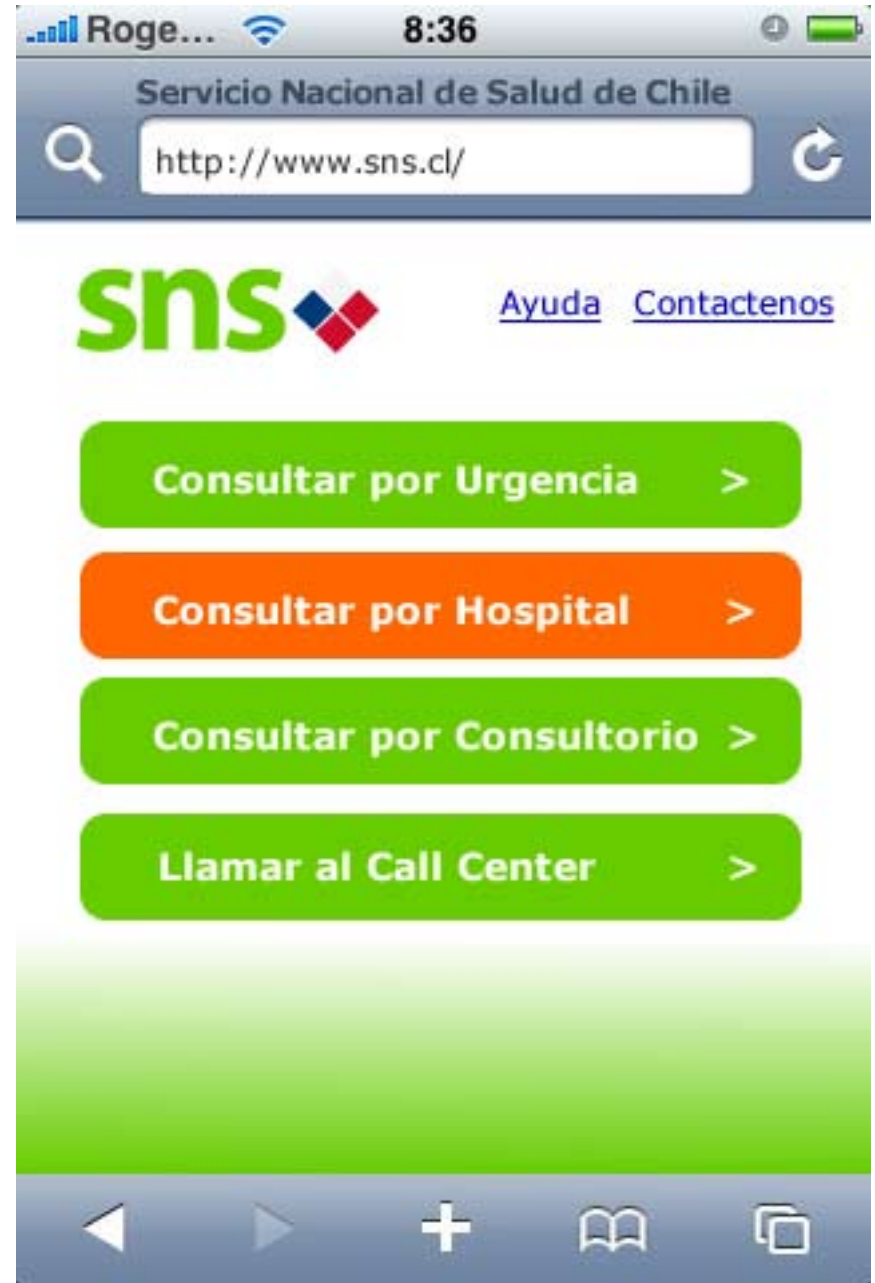 Roge... 8:36
Servicio Nacional de Salud de Chile
http://www.sns.cl/
sns
Ayuda Contactenos
Consultar por Urgencia >
Consultar por Hospital >
Consultar por Consultorio >
Llamar al Call Center >